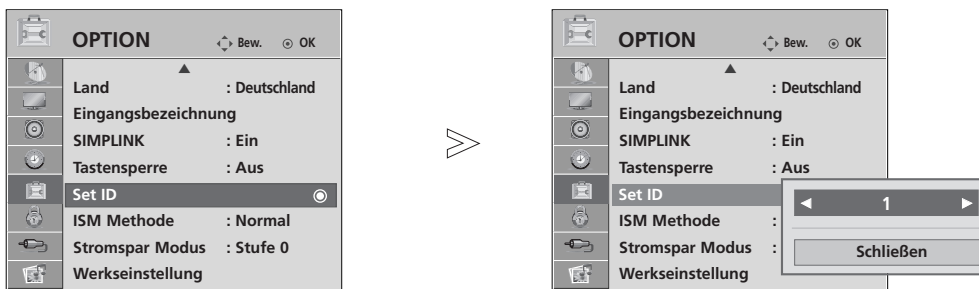 OPTION Bew. OK
Land : Deutschland
Eingangsbezeichnung
SIMPLINK : Ein
Tastensperre : Aus
Set ID
ISM Methode : Normal
Stromspar Modus : Stufe 0
Werkseinstellung
OPTION Bew. OK
Land : Deutschland
Eingangsbezeichnung
SIMPLINK : Ein
Tastensperre : Aus
Set ID
1
ISM Methode :
Stromspar Modus :
Schließen
Werkseinstellung